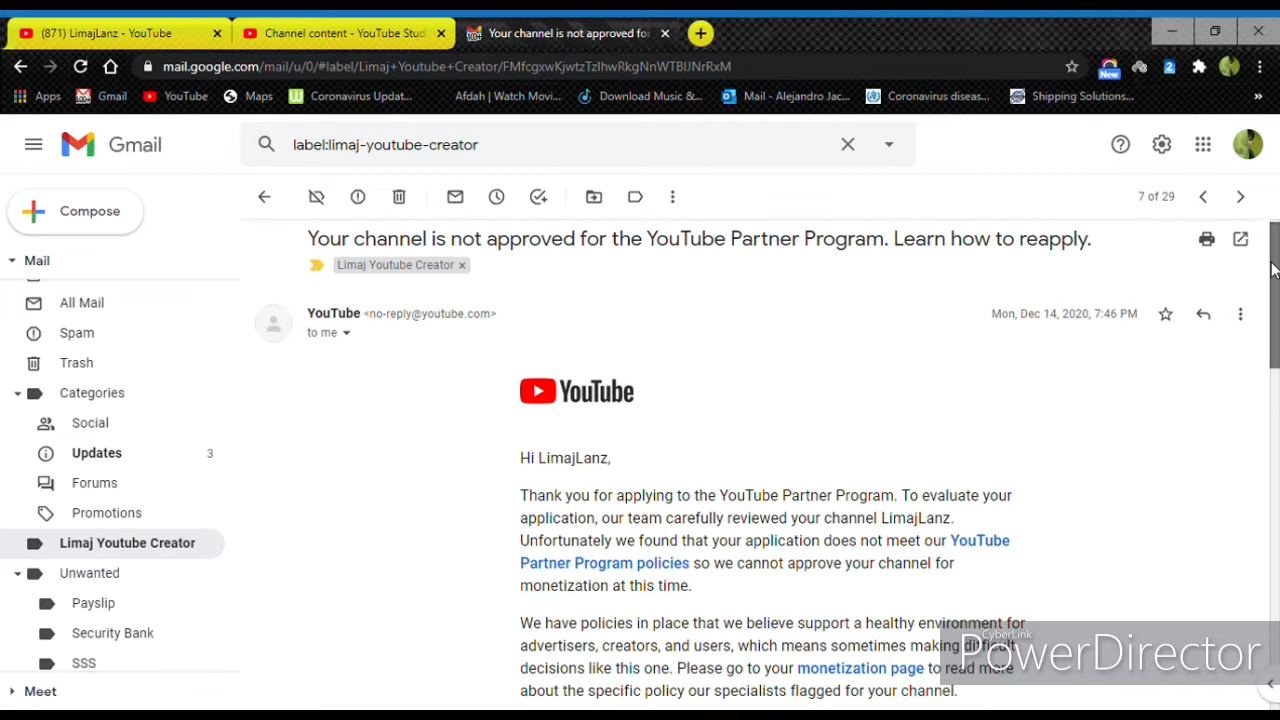 (871) LimajLanz - YouTube
Channel content - YouTube Stud
Your channel is not approved for
mail.google.com/mail/u/0/#label/Limaj+Youtube+Creator/FMfcgxwKjwtzTzlhwRkgNnWTBlJNrRxM
New
2
Apps
Gmail
YouTube
Maps
Coronavirus Updat...
Afdah | Watch Movi...
Download Music &...
Mail - Alejandro Jac...
Coronavirus diseas...
Shipping Solutions...
Gmail
label:limaj-youtube-creator
Compose
7 of 29
Mail
All Mail
Spam
Trash
Categories
Social
Updates 3
Forums
Promotions
Limaj Youtube Creator
Unwanted
Payslip
Security Bank
SSS
Meet
Your channel is not approved for the YouTube Partner Program. Learn how to reapply.
Limaj Youtube Creator
YouTube <no-reply@youtube.com>
Mon, Dec 14, 2020, 7:46 PM
to me
YouTube
Hi LimajLanz,
Thank you for applying to the YouTube Partner Program. To evaluate your
application, our team carefully reviewed your channel LimajLanz.
Unfortunately we found that your application does not meet our YouTube
Partner Program policies so we cannot approve your channel for
monetization at this time.
We have policies in place that we believe support a healthy environment for
advertisers, creators, and users, which means sometimes making difficult
decisions like this one. Please go to your monetization page to read more
about the specific policy our specialists flagged for your channel.
CyberLink
PowerDirector